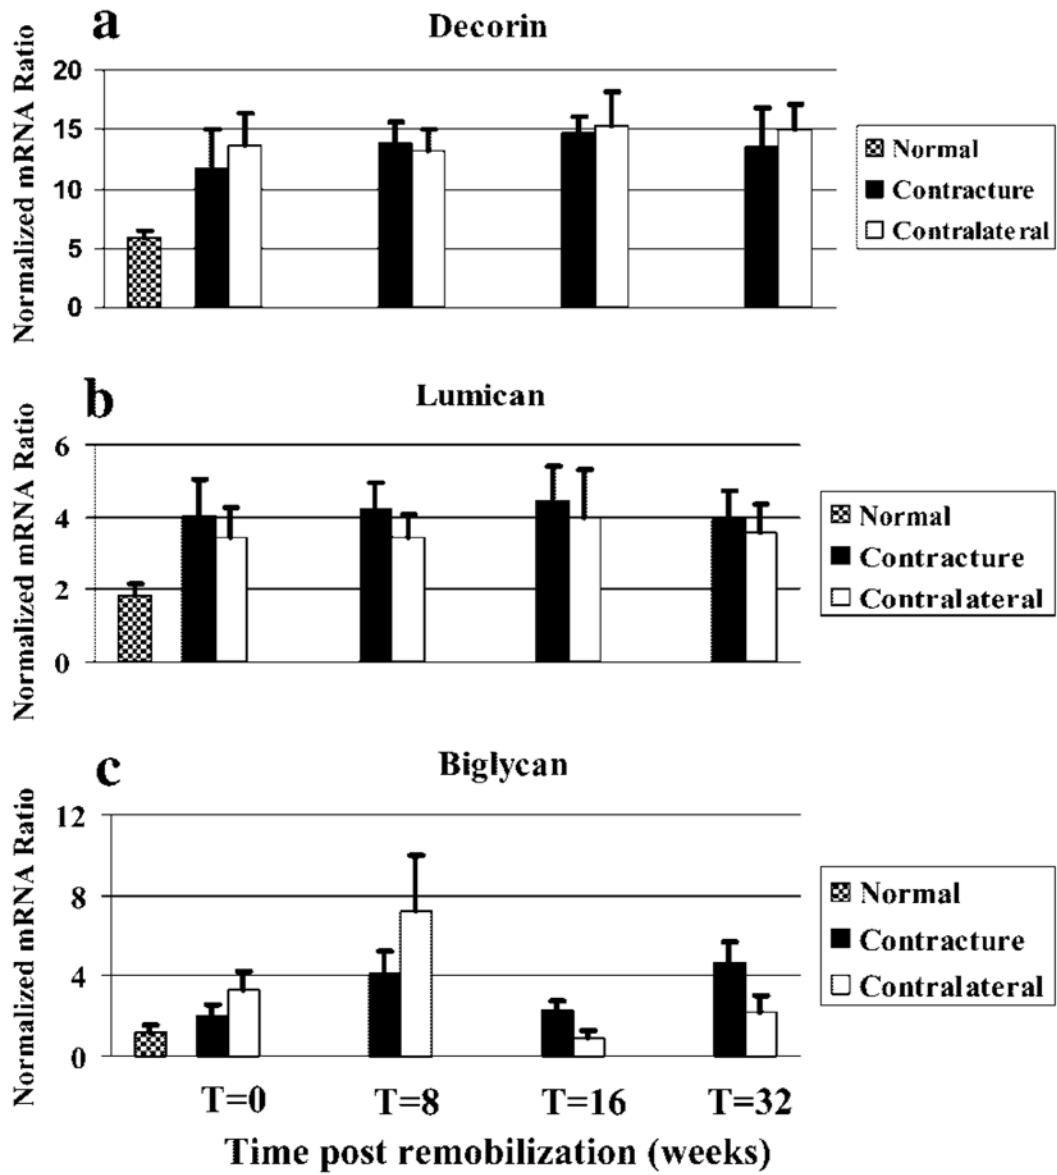 a
Decorin
Normalized mRNA Ratio
20
15
10
5
0
Normal
Contracture
Contralateral
b
Lumican
Normalized mRNA Ratio
6
4
2
0
Normal
Contracture
Contralateral
c
Biglycan
Normalized mRNA Ratio
12
8
4
0
Normal
Contracture
Contralateral
T=0 T=8 T=16 T=32
Time post remobilization (weeks)